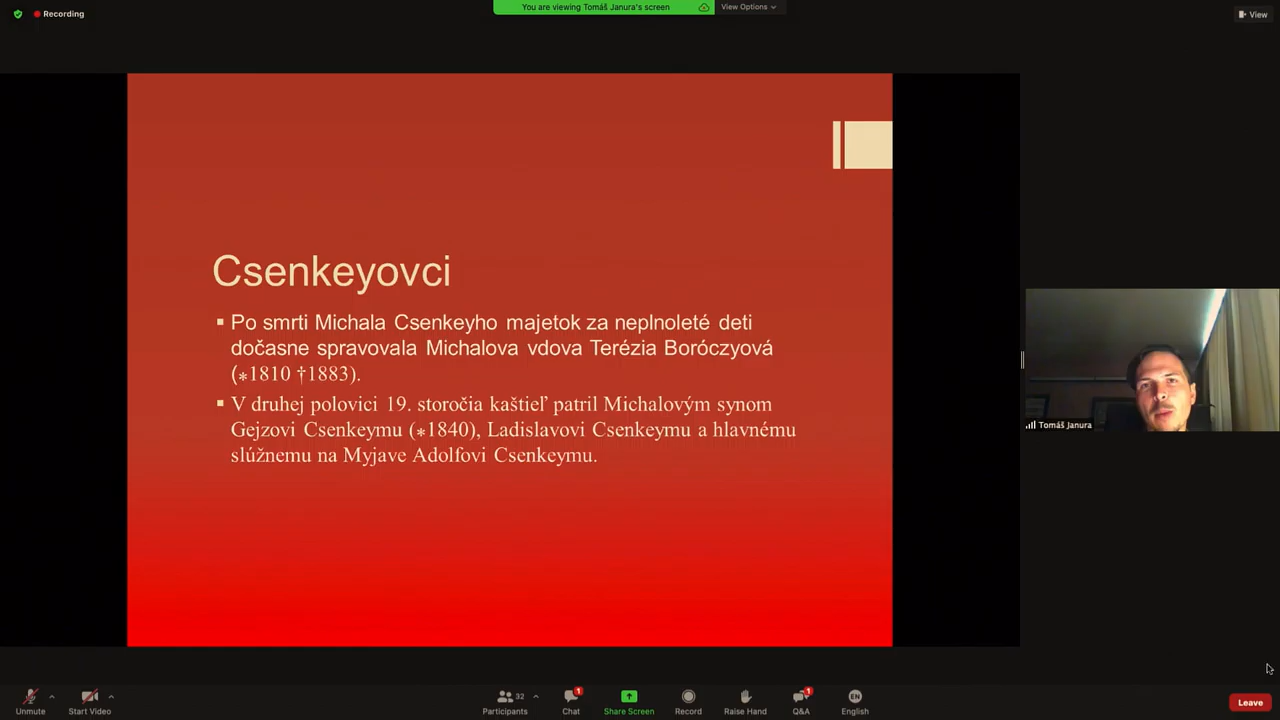 Recording
You are viewing Tomáš Janura's screen
View Options
View
Csenkeyovci
▪ Po smrti Michala Csenkeyho majetok za neplnoleté deti
dočasne spravovala Michalova vdova Terézia Boróczyová
(∗1810 †1883).
▪ V druhej polovici 19. storočia kaštieľ patril Michalovým synom
Gejzovi Csenkeymu (∗1840), Ladislavovi Csenkeymu a hlavnému
slúžnemu na Myjave Adolfovi Csenkeymu.
Tomáš Janura
Unmute
Start Video
32
Participants
1
Chat
Share Screen
Record
Raise Hand
1
Q&A
EN
English
Leave